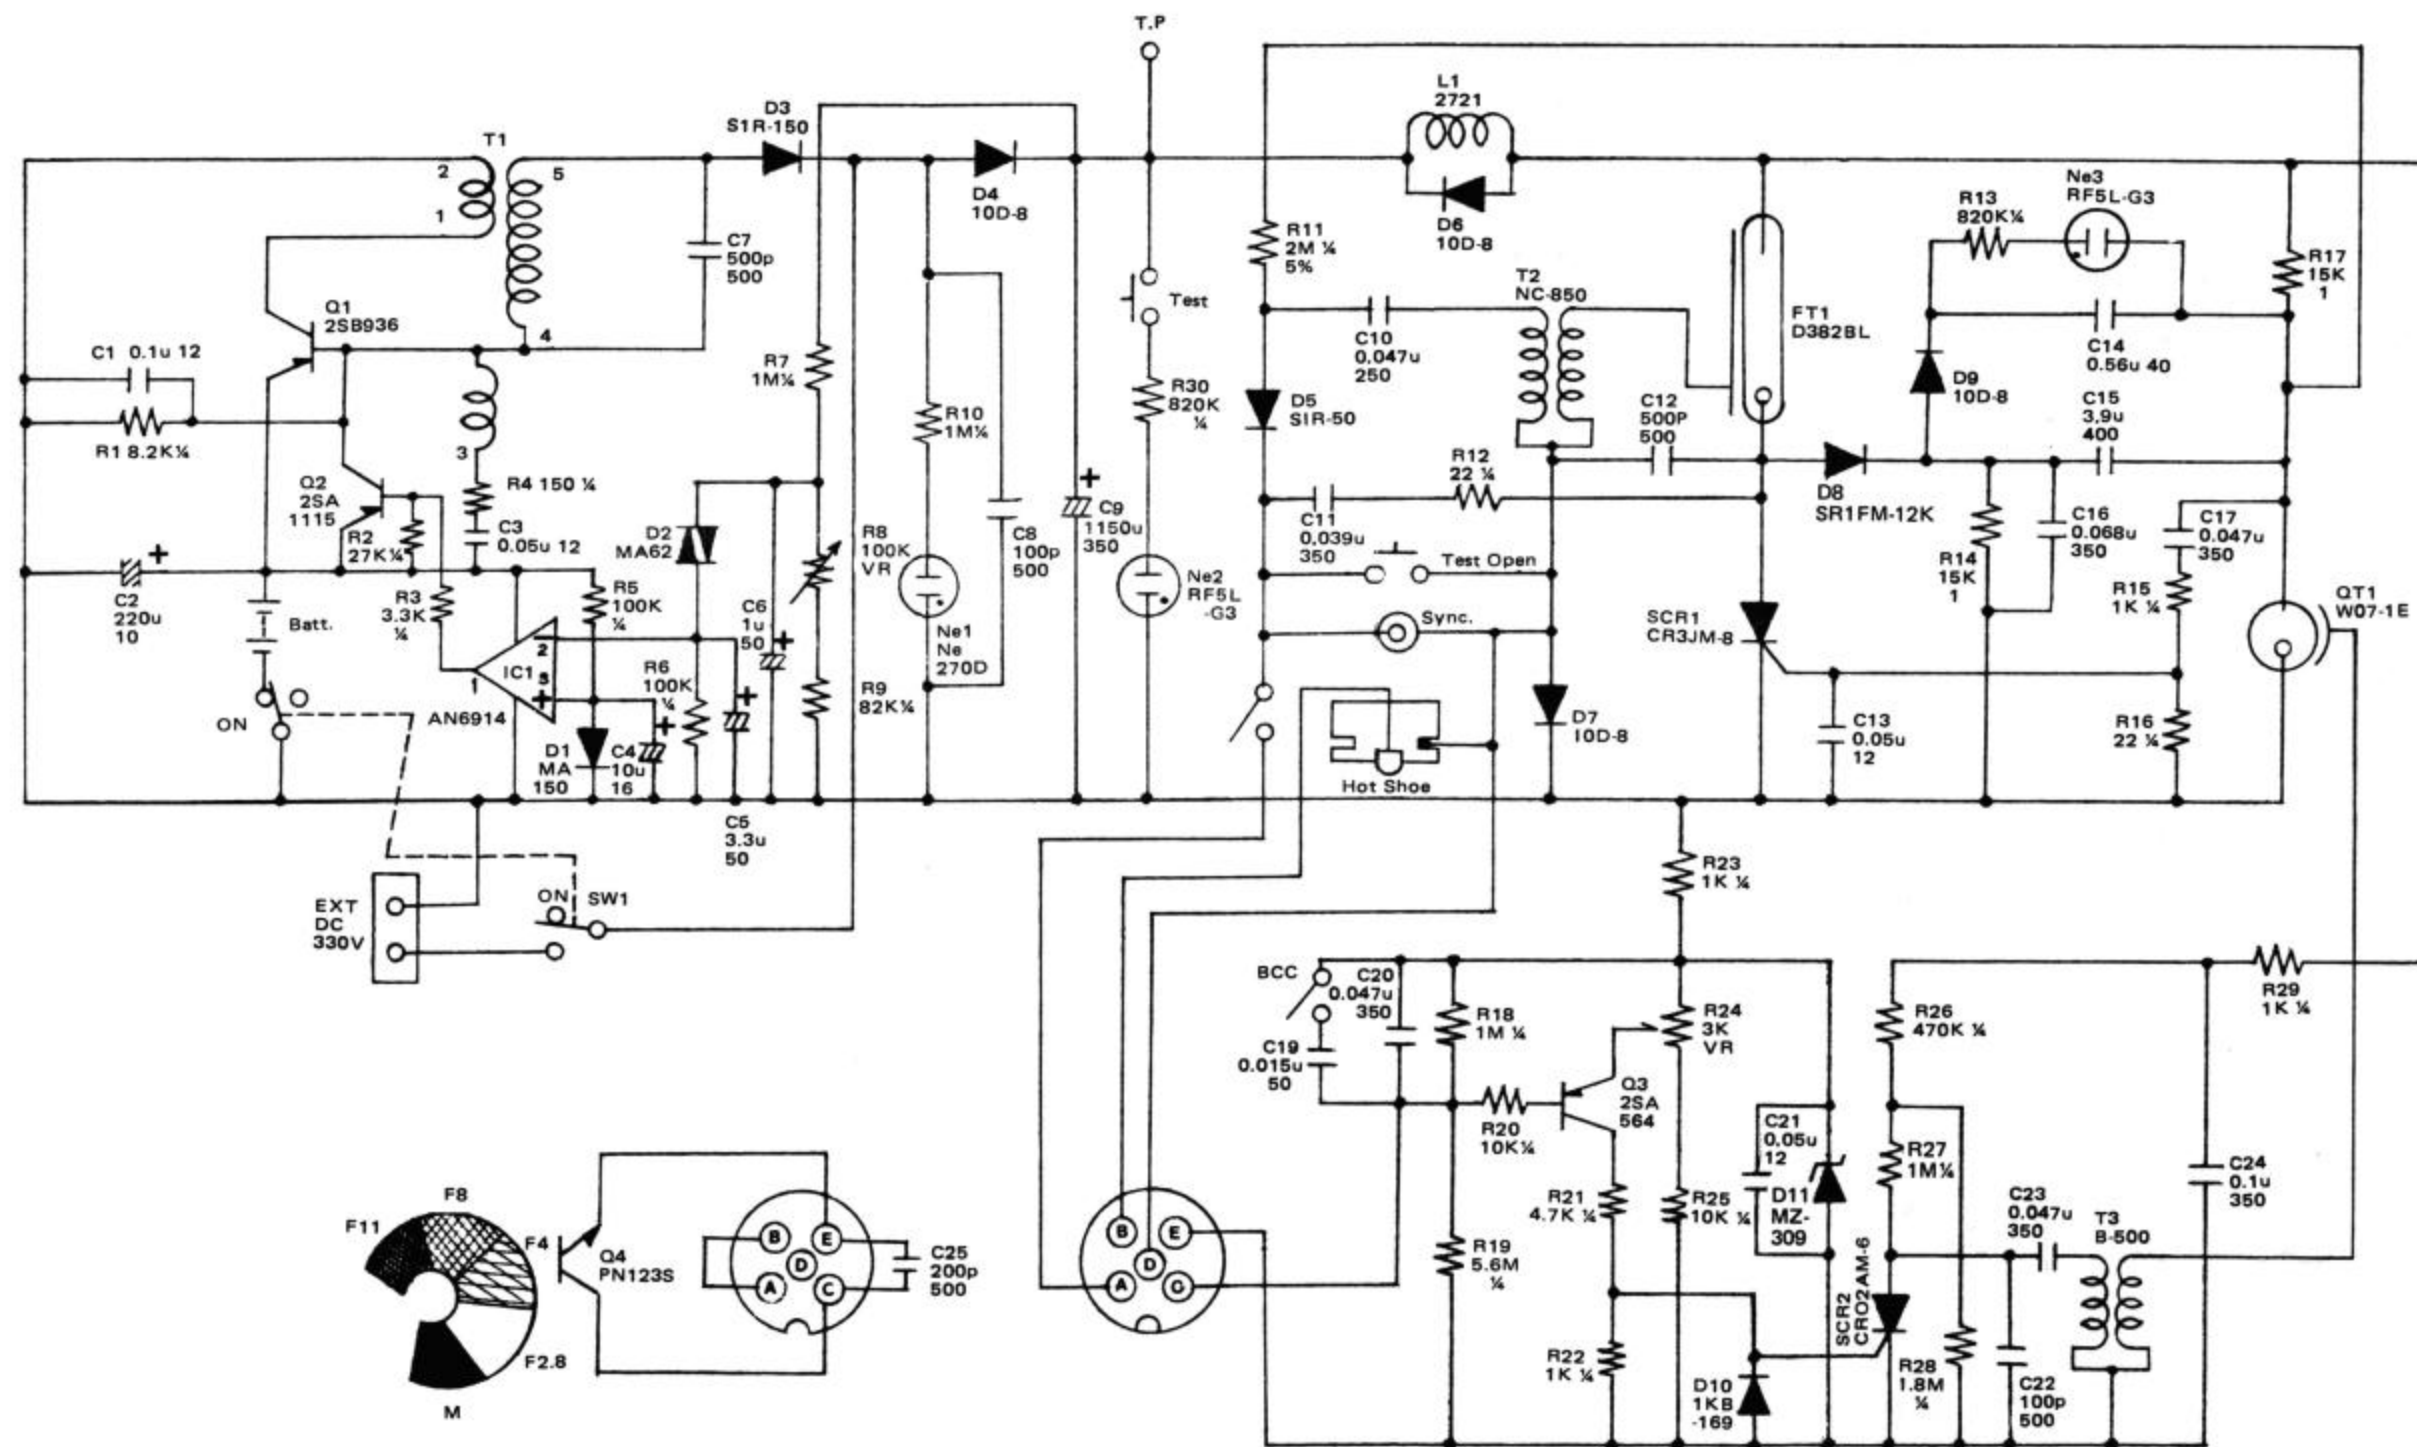 T.P
L1
2721
D3
S1R-150
T1
2
5
1
4
3
D4
10D-8
D6
10D-8
Ne3
RF5L-G3
R13
820K¼
R11
2M ¼
5%
R17
15K
1
C7
500p
500
T2
NC-850
Test
Q1
2SB936
C1 0.1u 12
R1 8.2K¼
R7
1M¼
C10
0.047u
250
FT1
D382BL
C14
0.56u 40
D9
10D-8
R30
820K
¼
D5
SIR-50
C12
500P
500
C15
3.9u
400
R10
1M¼
R12
22 ¼
Q2
2SA
1115
R4 150 ¼
R2
27K¼
C3
0.05u 12
D2
MA62
R8
100K
VR
C8
100p
500
C9
1150u
350
C11
0.039u
350
D8
SR1FM-12K
C16
0.068u
350
C17
0.047u
350
Test Open
R14
15K
1
R15
1K ¼
C2
220u
10
Batt.
R3
3.3K
¼
R5
100K
¼
C6
1u
50
Ne2
RF5L
-G3
SCR1
CR3JM-8
QT1
W07-1E
Sync.
Ne1
Ne
270D
IC1
1
2
3
AN6914
R6
100K
¼
R9
82K¼
ON
D1
MA
150
C4
10u
16
D7
10D-8
C13
0.05u
12
R16
22 ¼
Hot Shoe
C5
3.3u
50
R23
1K ¼
EXT
DC
330V
ON
SW1
BCC
C20
0.047u
350
R18
1M ¼
R24
3K
VR
R26
470K ¼
R29
1K ¼
C19
0.015u
50
R20
10K¼
Q3
2SA
564
C21
0.05u
12
R27
1M¼
C24
0.1u
350
D11
MZ-
309
R21
4.7K ¼
R25
10K ¼
C23
0.047u
350
T3
B-500
F8
F11
F4
F2.8
M
Q4
PN123S
B
E
D
A
C
C25
200p
500
B
E
D
A
G
R19
5.6M
¼
SCR2
CRO2AM-6
R22
1K ¼
D10
1KB
-169
R28
1.8M
¼
C22
100p
500